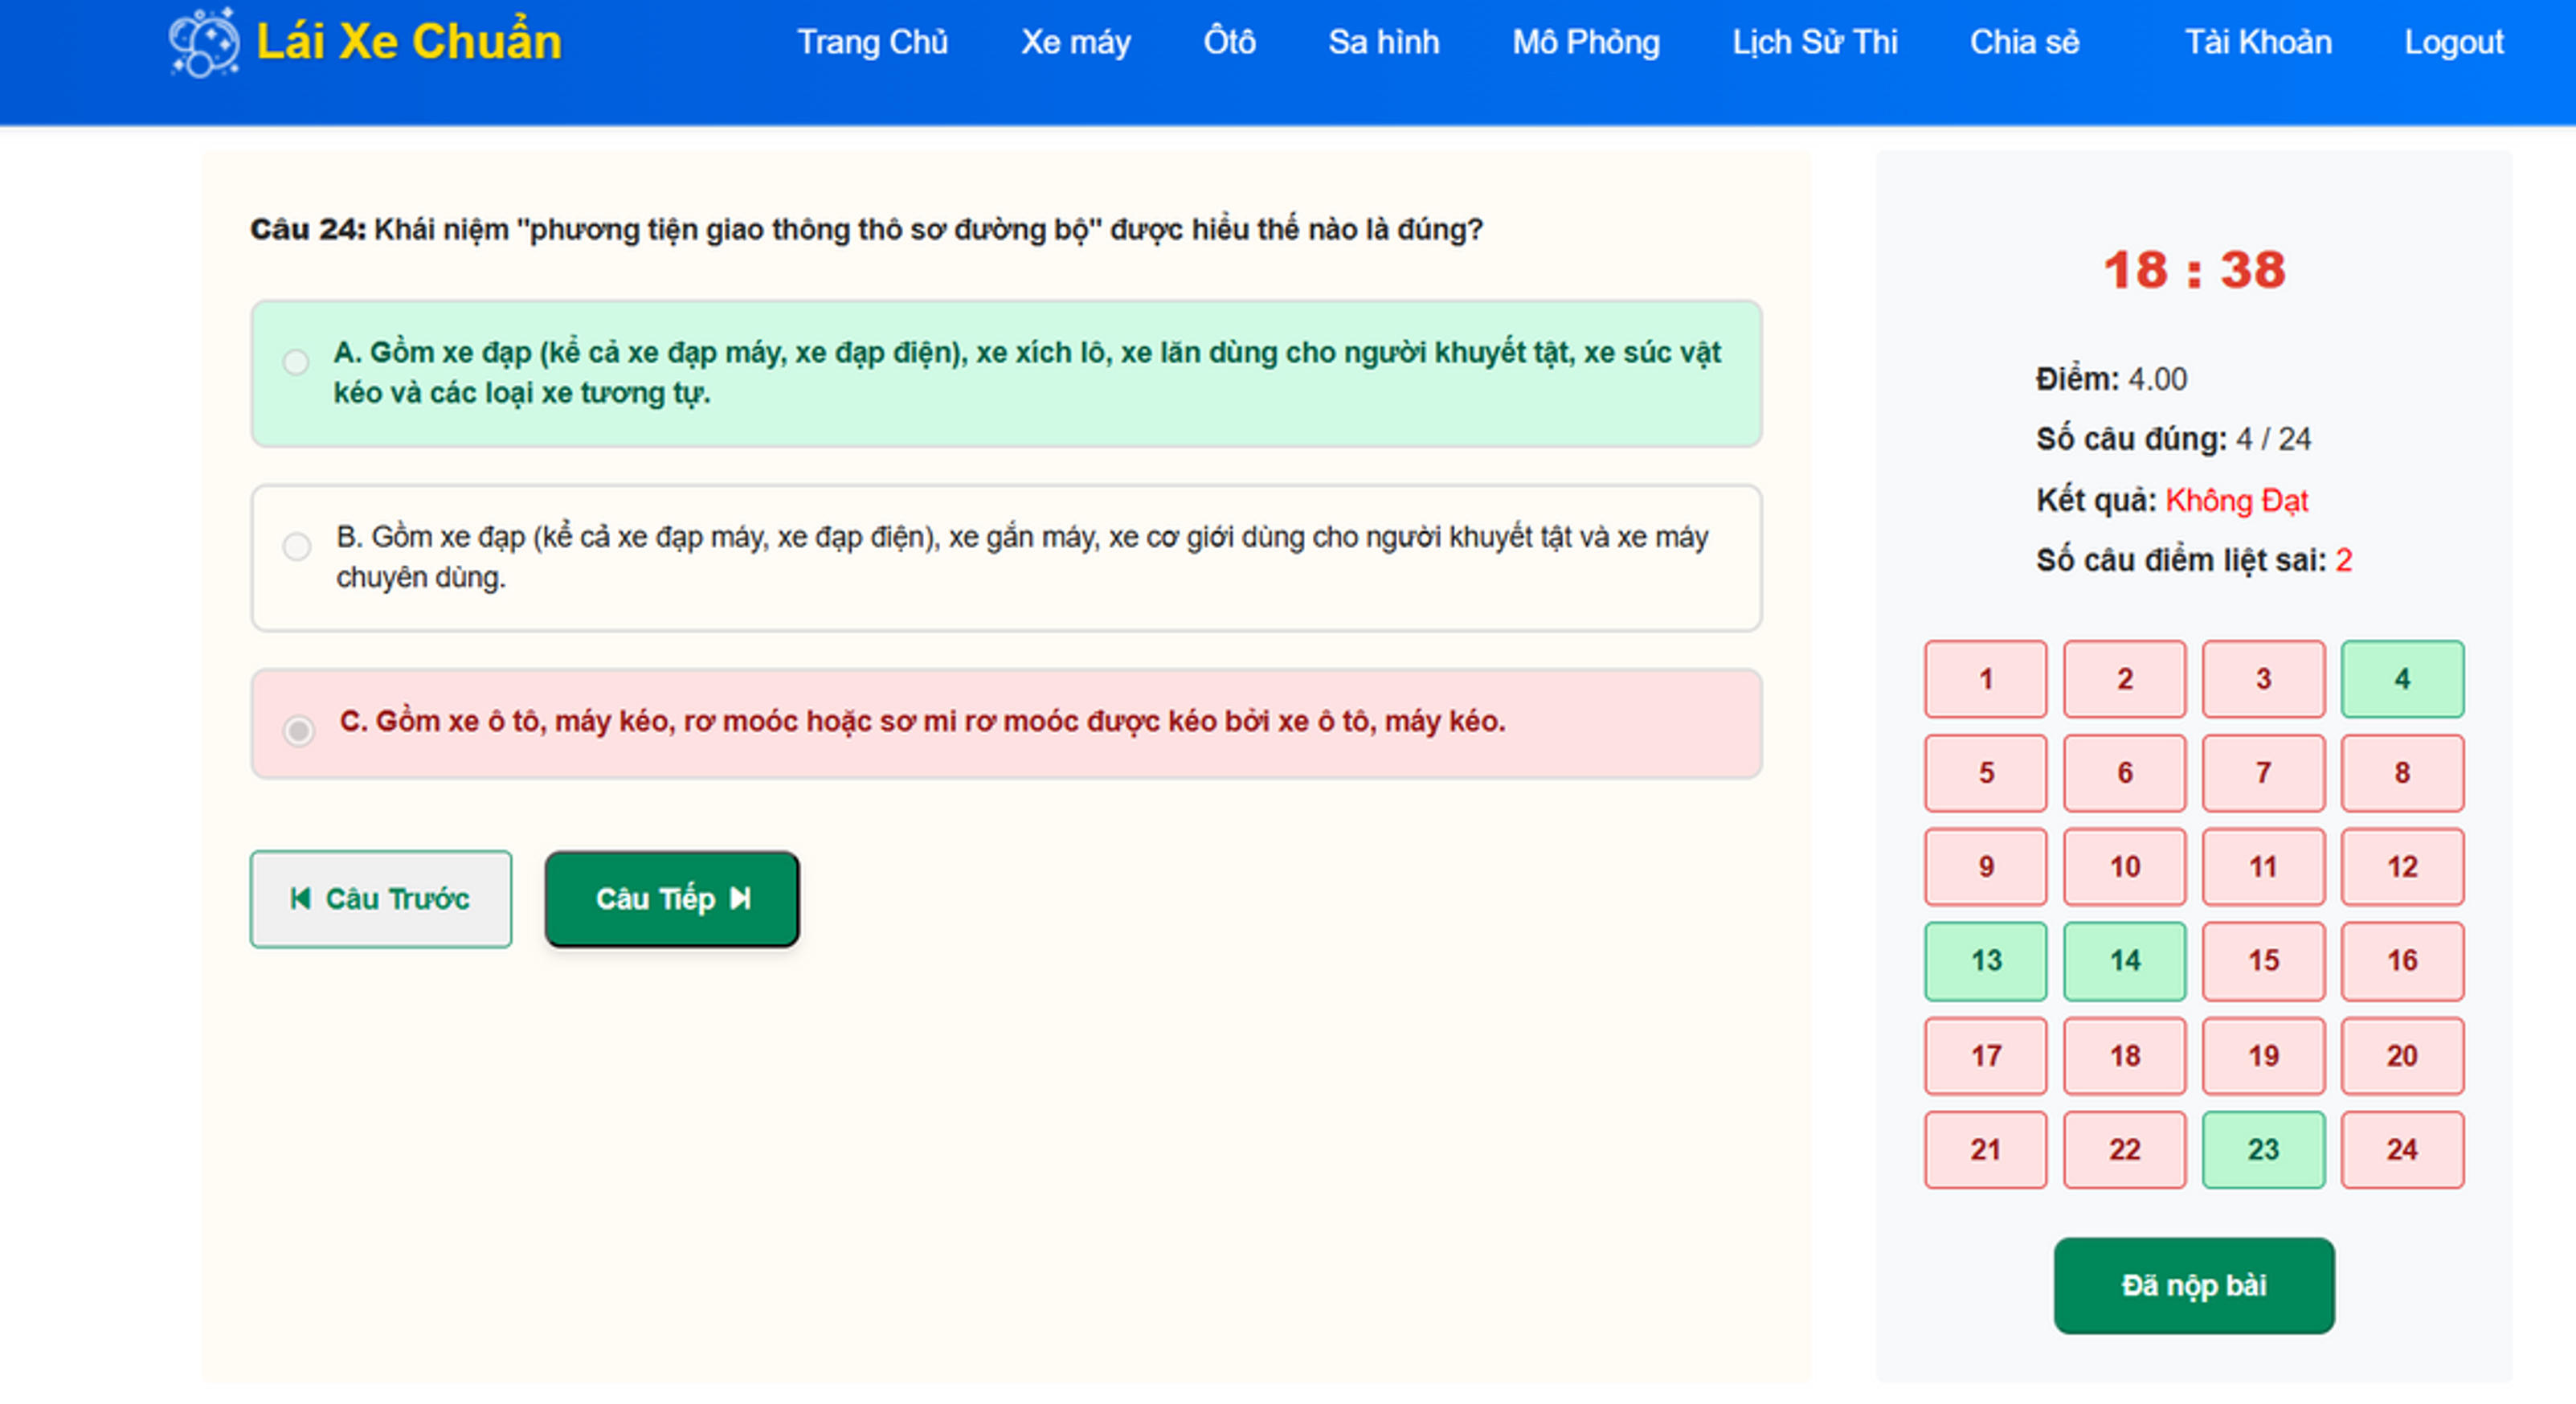 Lái Xe Chuẩn
Trang Chủ Xe máy Ôtô Sa hình Mô Phỏng Lịch Sử Thi Chia sẻ Tài Khoản Logout
Câu 24: Khái niệm "phương tiện giao thông thô sơ đường bộ" được hiểu thế nào là đúng?
A. Gồm xe đạp (kể cả xe đạp máy, xe đạp điện), xe xích lô, xe lăn dùng cho người khuyết tật, xe súc vật
kéo và các loại xe tương tự.
B. Gồm xe đạp (kể cả xe đạp máy, xe đạp điện), xe gắn máy, xe cơ giới dùng cho người khuyết tật và xe máy
chuyên dùng.
C. Gồm xe ô tô, máy kéo, rơ moóc hoặc sơ mi rơ moóc được kéo bởi xe ô tô, máy kéo.
Câu Trước Câu Tiếp
18 : 38
Điểm: 4.00
Số câu đúng: 4 / 24
Kết quả: Không Đạt
Số câu điểm liệt sai: 2
1 2 3 4
5 6 7 8
9 10 11 12
13 14 15 16
17 18 19 20
21 22 23 24
Đã nộp bài